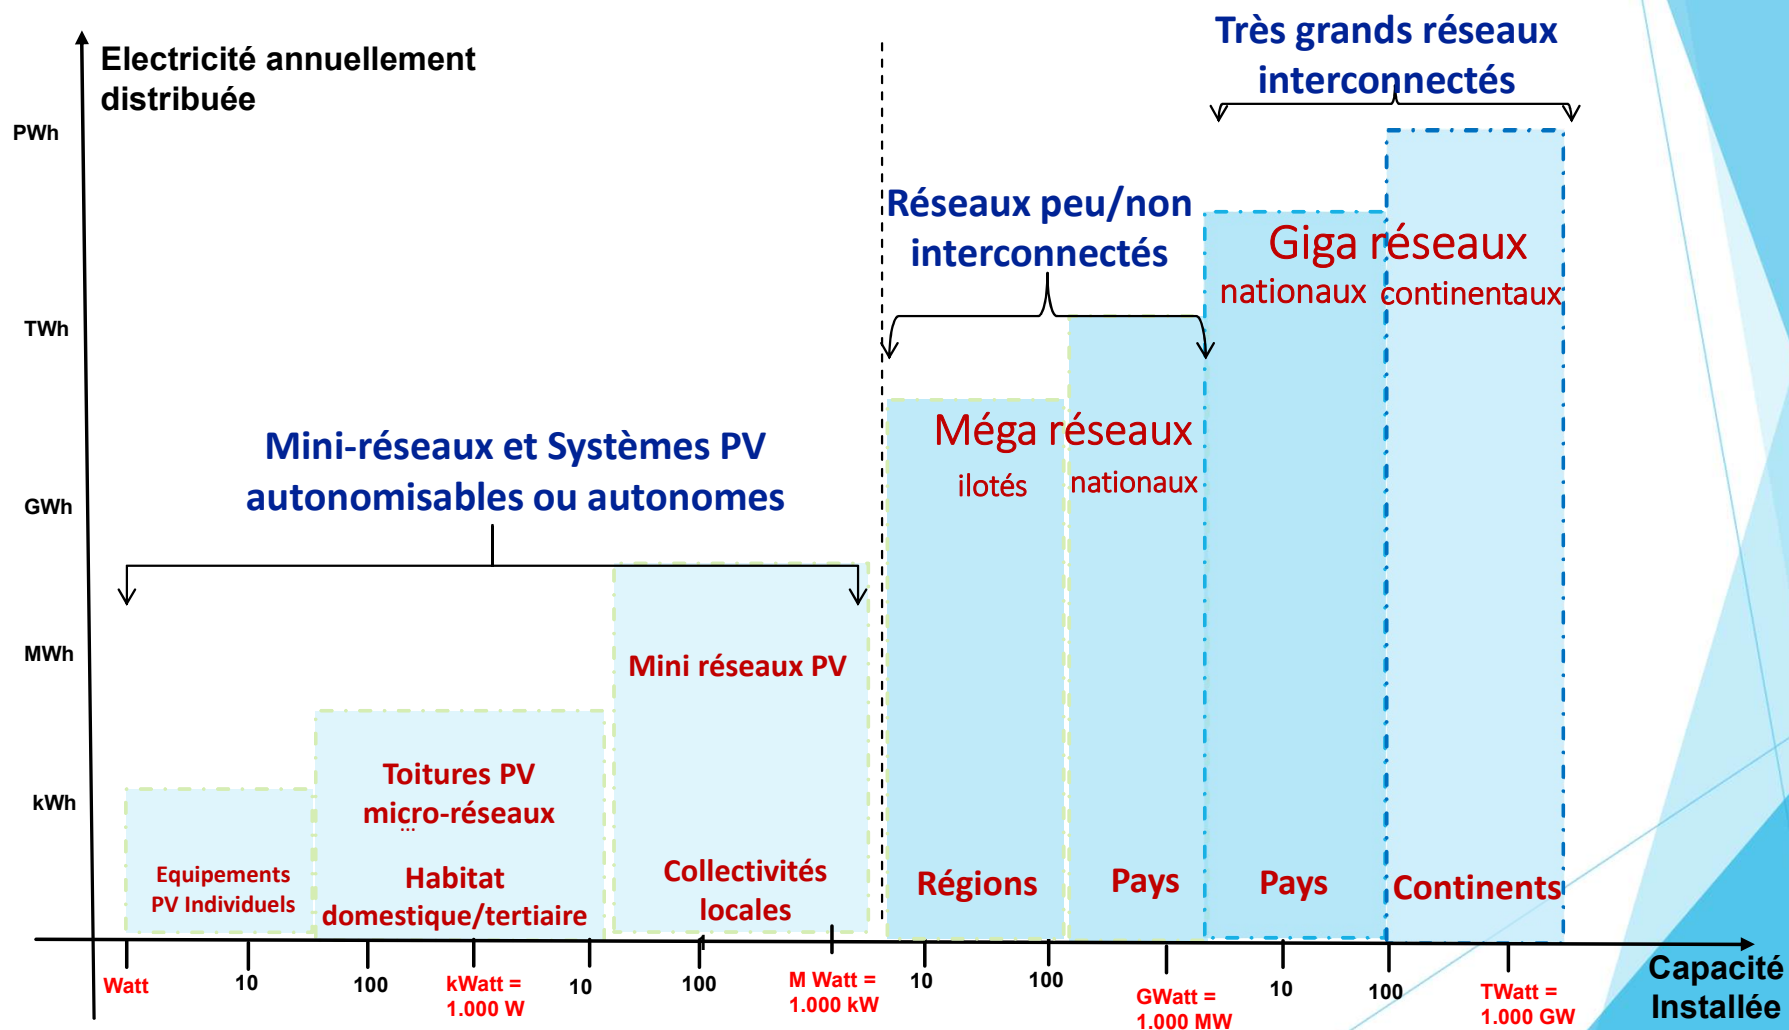 Electricité annuellement
distribuée
PWh
TWh
GWh
MWh
kWh
Très grands réseaux
interconnectés
Réseaux peu/non
interconnectés
Giga réseaux
nationaux continentaux
Méga réseaux
ilotés nationaux
Mini-réseaux et Systèmes PV
autonomisables ou autonomes
Mini réseaux PV
Toitures PV
micro-réseaux
...
Equipements
PV Individuels
Habitat
domestique/tertiaire
Collectivités
locales
Régions
Pays
Pays
Continents
Watt
10
100
kWatt =
1.000 W
10
100
M Watt =
1.000 kW
10
100
GWatt =
1.000 MW
10
100
TWatt =
1.000 GW
Capacité
Installée